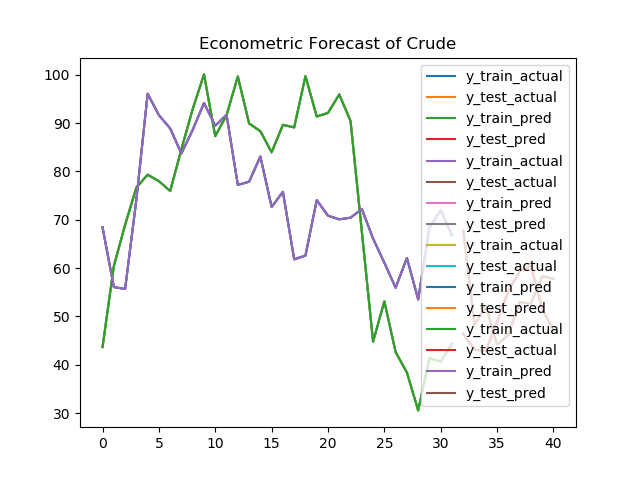 Econometric Forecast of Crude
100
90
80
70
60
50
40
30
0
5
10
15
20
25
30
35
40
y_train_actual
y_test_actual
y_train_pred
y_test_pred
y_train_actual
y_test_actual
y_train_pred
y_test_pred
y_train_actual
y_test_actual
y_train_pred
y_test_pred
y_train_actual
y_test_actual
y_train_pred
y_test_pred